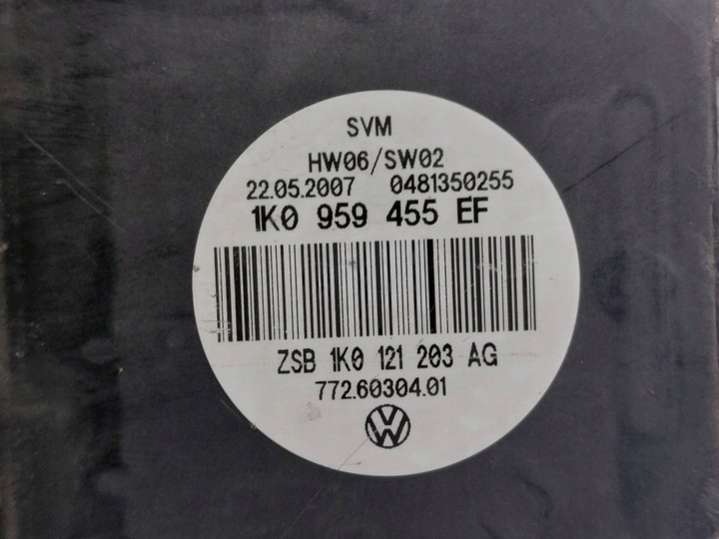 SVM
HW06/SW02
22.05.2007 0481350255
1K0 959 455 EF
ZSB 1K0 121 203 AG
772.60304.01